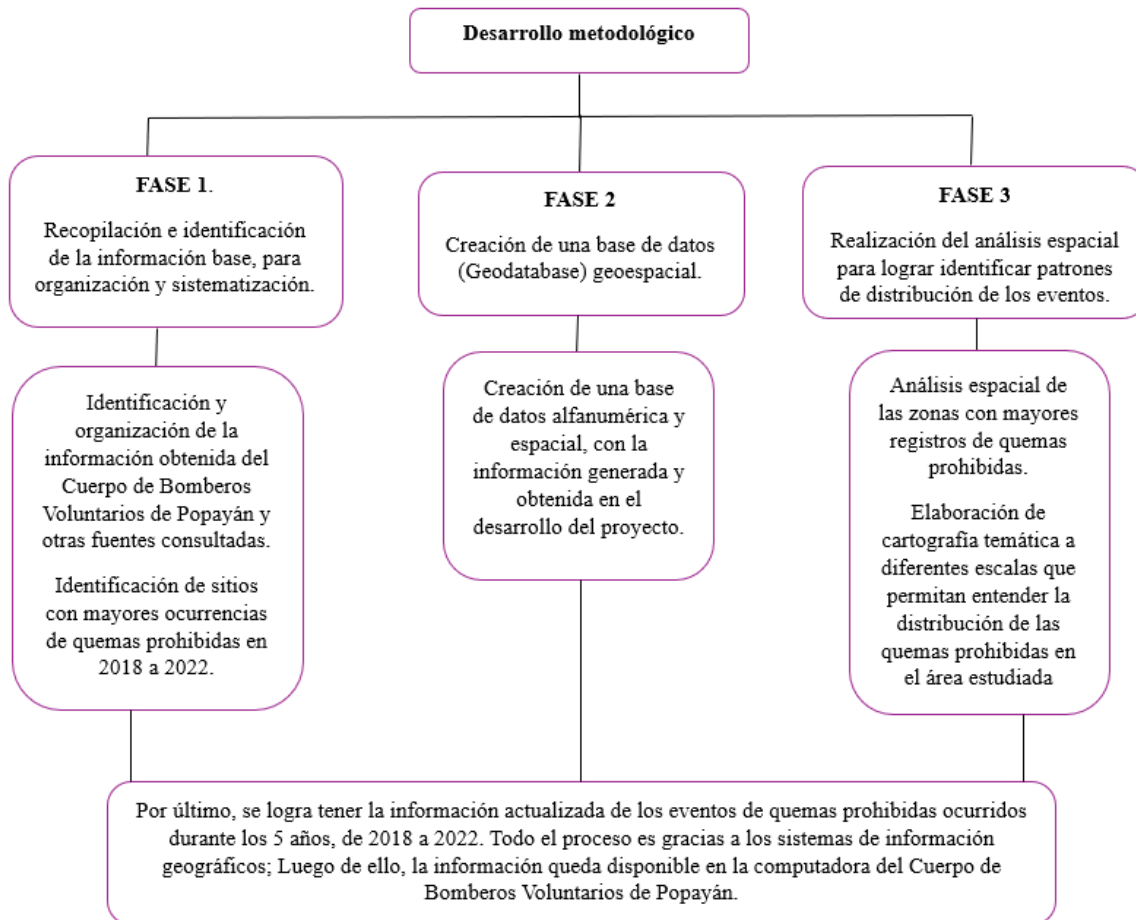 Desarrollo metodológico
FASE 1.
Recopilación e identificación
de la información base, para
organización y sistematización.
FASE 2
Creación de una base de datos
(Geodatabase) geoespacial.
FASE 3
Realización del análisis espacial
para lograr identificar patrones
de distribución de los eventos.
Identificación y
organización de la
información obtenida del
Cuerpo de Bomberos
Voluntarios de Popayán y
otras fuentes consultadas.
Identificación de sitios
con mayores ocurrencias
de quemas prohibidas en
2018 a 2022.
Creación de una base
de datos alfanumérica y
espacial, con la
información generada y
obtenida en el
desarrollo del proyecto.
Análisis espacial de
las zonas con mayores
registros de quemas
prohibidas.
Elaboración de
cartografía temática a
diferentes escalas que
permitan entender la
distribución de las
quemas prohibidas en
el área estudiada
Por último, se logra tener la información actualizada de los eventos de quemas prohibidas ocurridos
durante los 5 años, de 2018 a 2022. Todo el proceso es gracias a los sistemas de información
geográficos; Luego de ello, la información queda disponible en la computadora del Cuerpo de
Bomberos Voluntarios de Popayán.